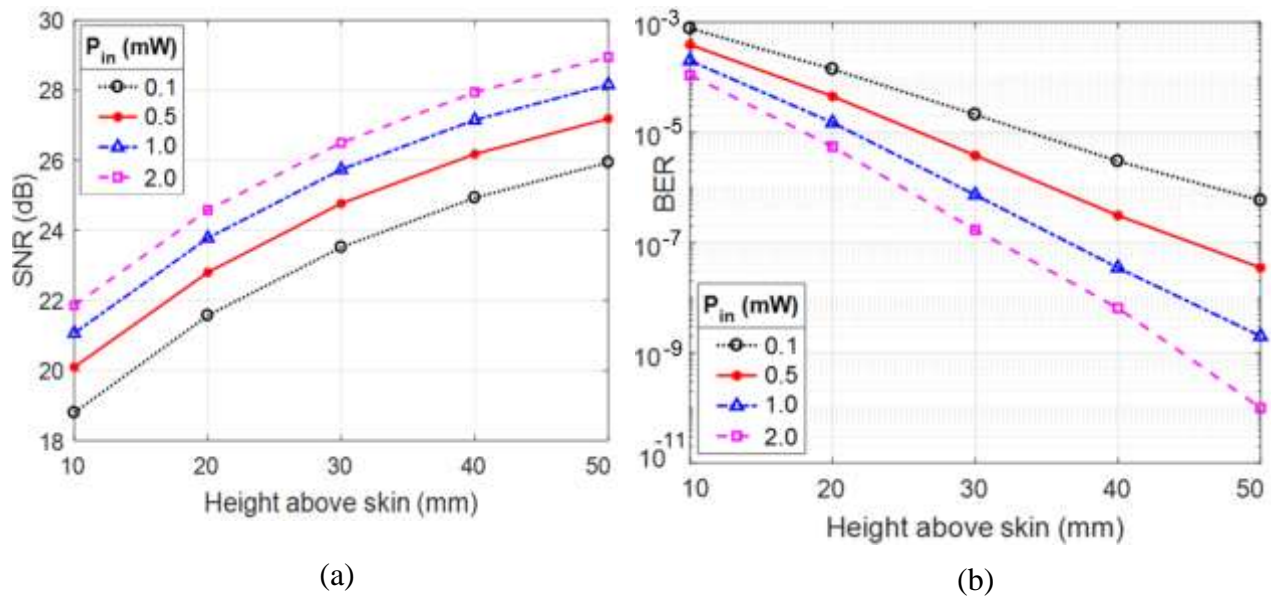 30
28
26
24
22
20
18
SNR (dB)
P_in (mW)
0.1
0.5
1.0
2.0
10 20 30 40 50
Height above skin (mm)
(a)
10^-3
10^-5
10^-7
10^-9
10^-11
BER
P_in (mW)
0.1
0.5
1.0
2.0
10 20 30 40 50
Height above skin (mm)
(b)